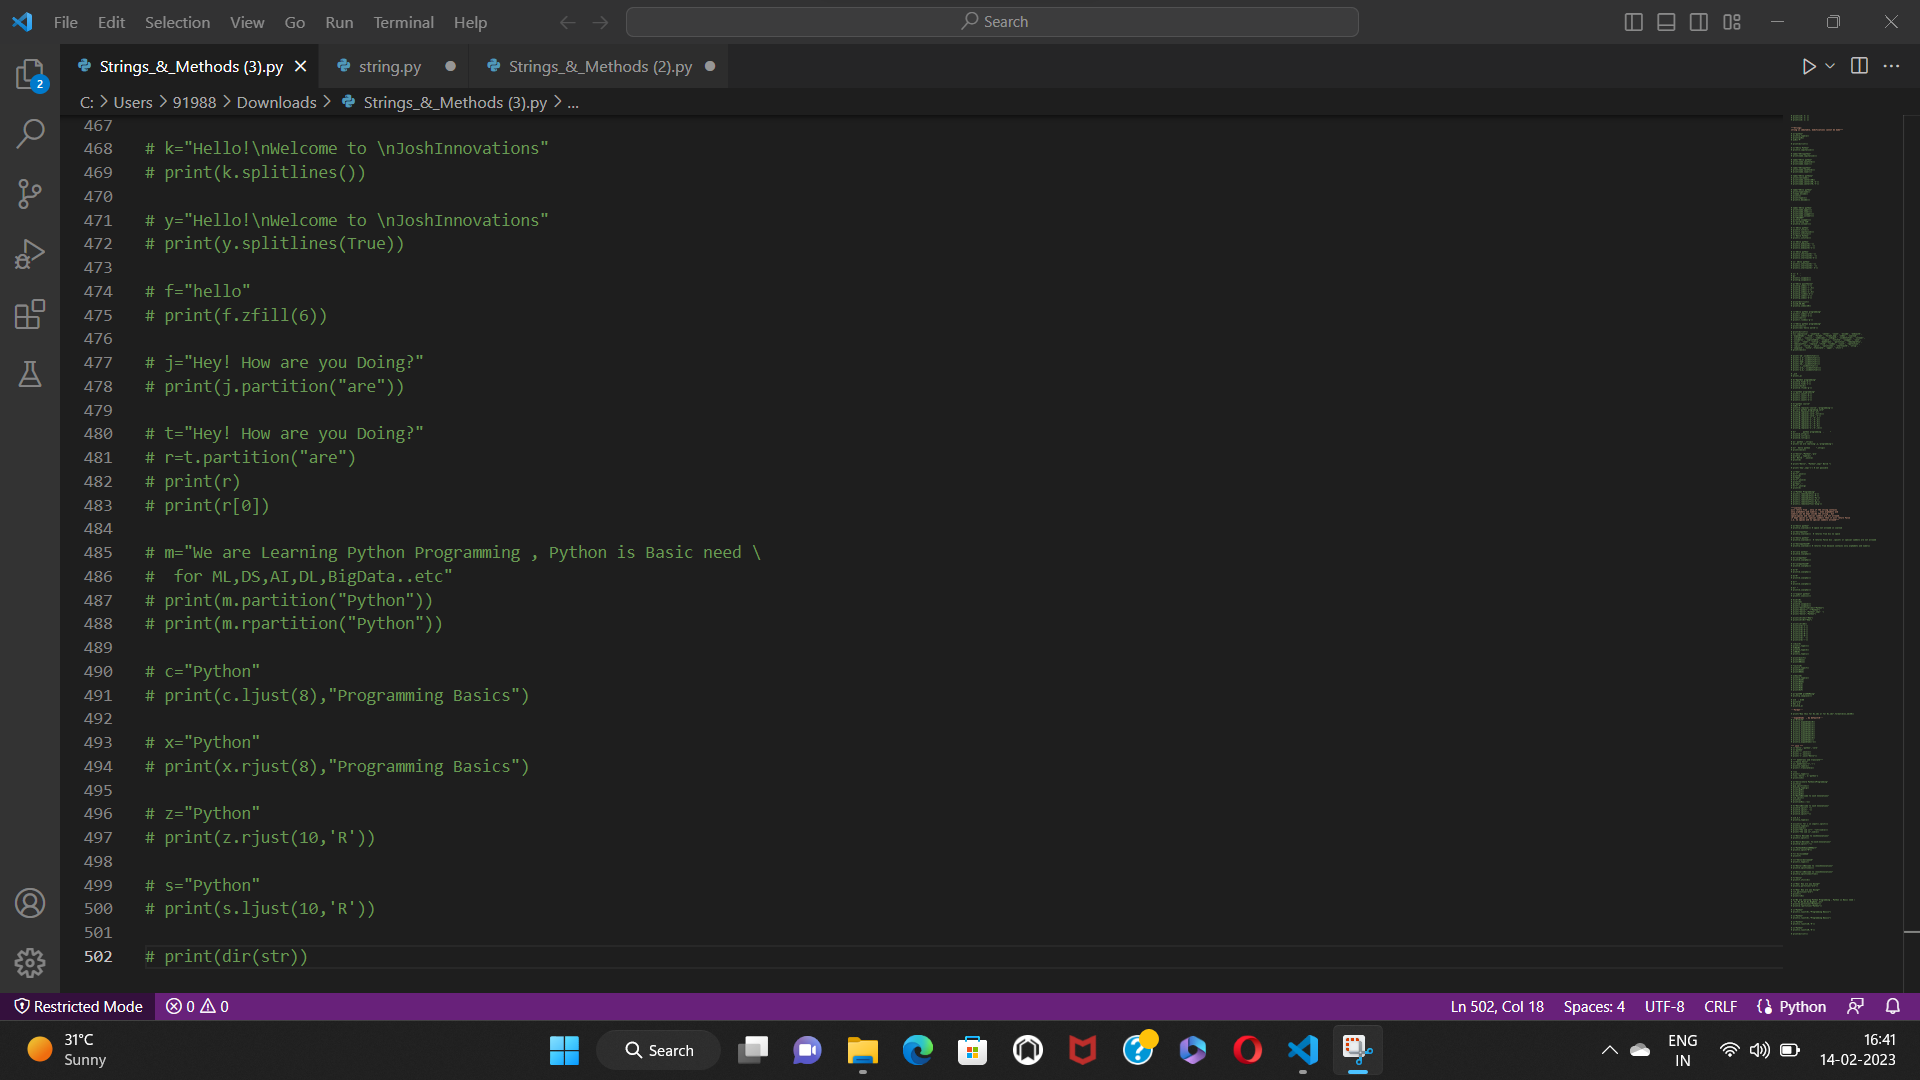 File Edit Selection View Go Run Terminal Help Search
Strings_&_Methods (3).py string.py Strings_&_Methods (2).py
C: > Users > 91988 > Downloads > Strings_&_Methods (3).py > ...
2
467
468 # k="Hello!\nWelcome to \nJoshInnovations"
469 # print(k.splitlines())
470
471 # y="Hello!\nWelcome to \nJoshInnovations"
472 # print(y.splitlines(True))
473
474 # f="hello"
475 # print(f.zfill(6))
476
477 # j="Hey! How are you Doing?"
478 # print(j.partition("are"))
479
480 # t="Hey! How are you Doing?"
481 # r=t.partition("are")
482 # print(r)
483 # print(r[0])
484
485 # m="We are Learning Python Programming , Python is Basic need \
486 #  for ML,DS,AI,DL,BigData..etc"
487 # print(m.partition("Python"))
488 # print(m.rpartition("Python"))
489
490 # c="Python"
491 # print(c.ljust(8),"Programming Basics")
492
493 # x="Python"
494 # print(x.rjust(8),"Programming Basics")
495
496 # z="Python"
497 # print(z.rjust(10,'R'))
498
499 # s="Python"
500 # print(s.ljust(10,'R'))
501
502 # print(dir(str))
Restricted Mode 0 0 Ln 502, Col 18 Spaces: 4 UTF-8 CRLF Python
31°C
Sunny
Search
ENG
IN
16:41
14-02-2023